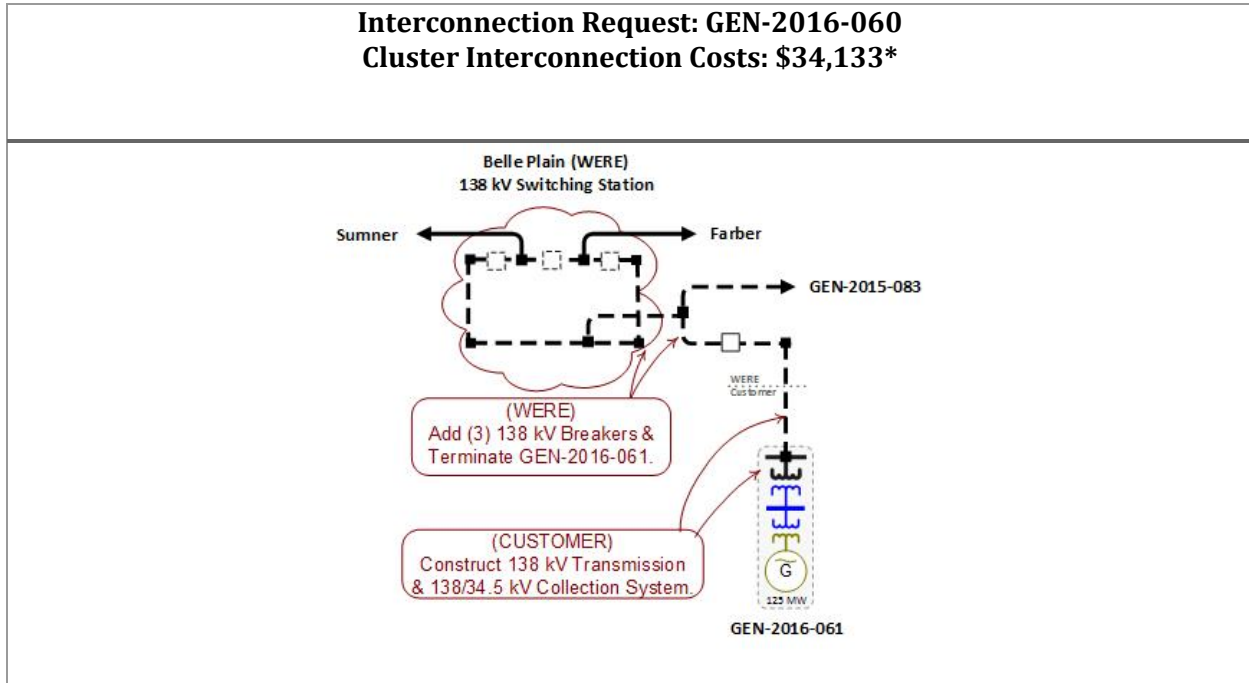 Interconnection Request: GEN-2016-060
Cluster Interconnection Costs: $34,133*
Belle Plain (WERE)
138 kV Switching Station
Sumner
Farber
GEN-2015-083
WERE
Customer
(WERE)
Add (3) 138 kV Breakers &
Terminate GEN-2016-061.
(CUSTOMER)
Construct 138 kV Transmission
& 138/34.5 kV Collection System.
G
125 MW
GEN-2016-061